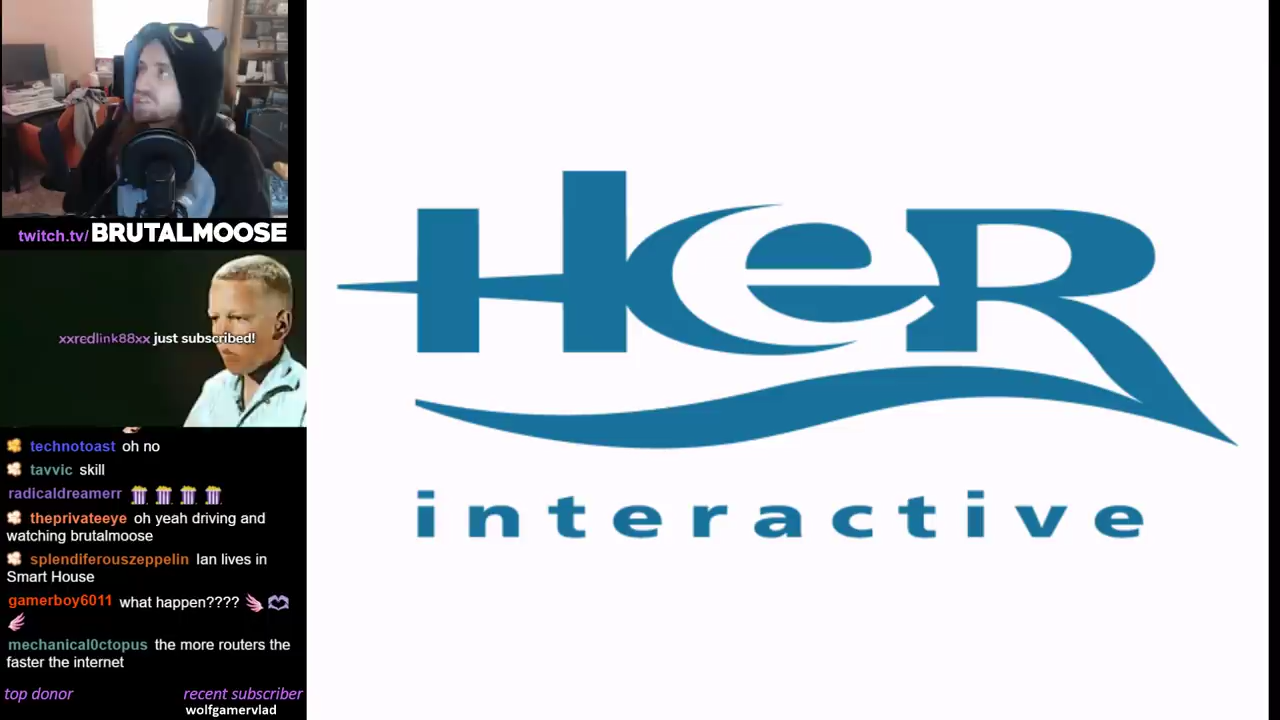 twitch.tv/BRUTALMOOSE
xxredlink88xx just subscribed!
technotoast oh no
tavvic skill
radicaldreamerr
theprivateeye oh yeah driving and
watching brutalmoose
splendiferouszeppelin Ian lives in
Smart House
gamerboy6011 what happen????
mechanical0ctopus the more routers the
faster the internet
top donor
recent subscriber
wolfgamervlad
HeR
interactive